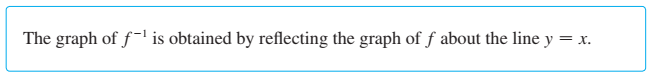 The graph of f⁻¹ is obtained by reflecting the graph of f about the line y = x.